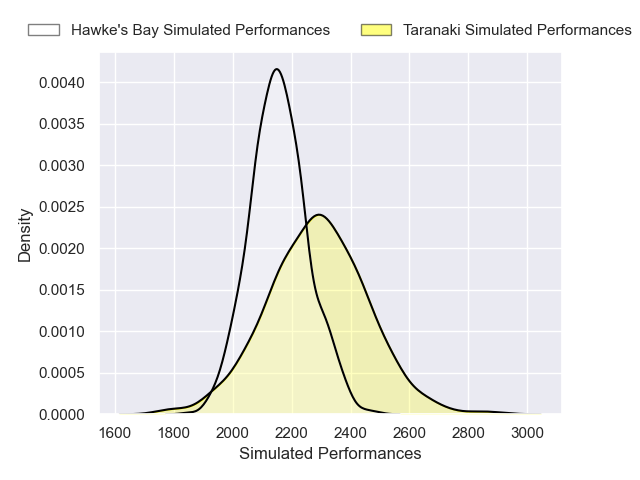 Hawke's Bay Simulated Performances
Taranaki Simulated Performances
0.0040
0.0035
0.0030
0.0025
0.0020
0.0015
0.0010
0.0005
0.0000
Density
1600 1800 2000 2200 2400 2600 2800 3000
Simulated Performances